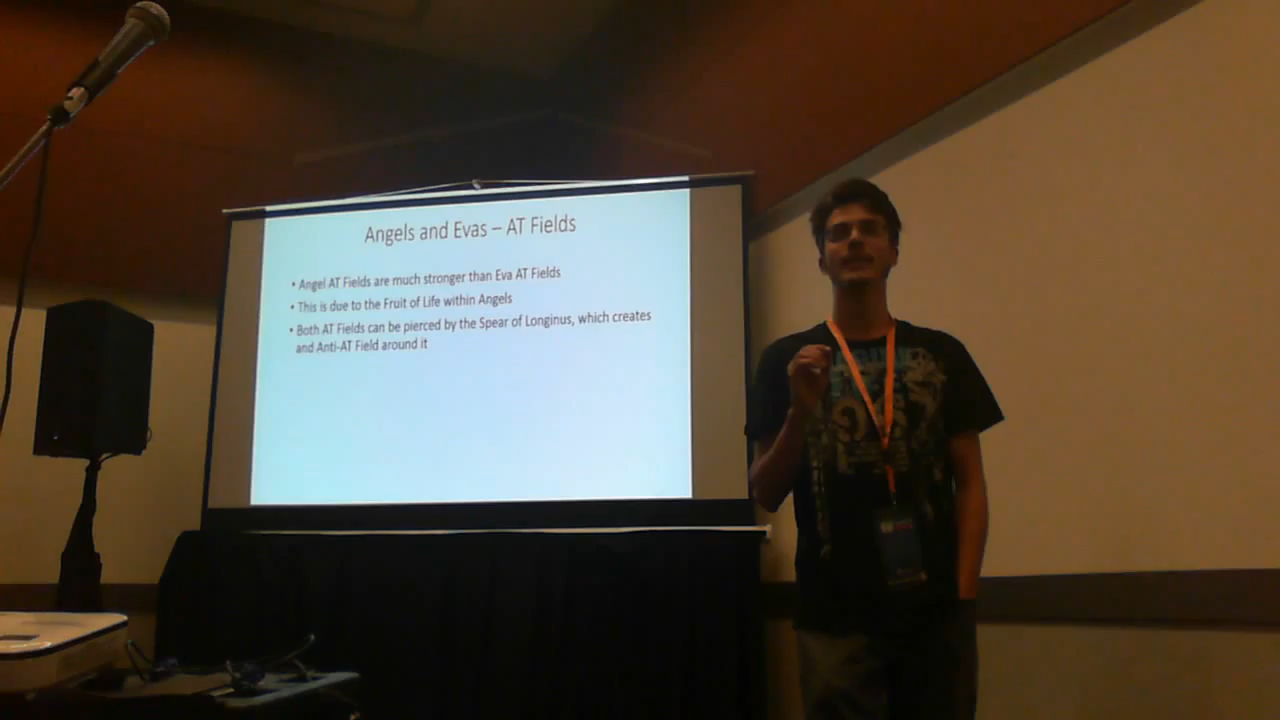 Angels and Evas – AT Fields
• Angel AT Fields are much stronger than Eva AT Fields
• This is due to the Fruit of Life within Angels
• Both AT Fields can be pierced by the Spear of Longinus, which creates
and Anti-AT Field around it